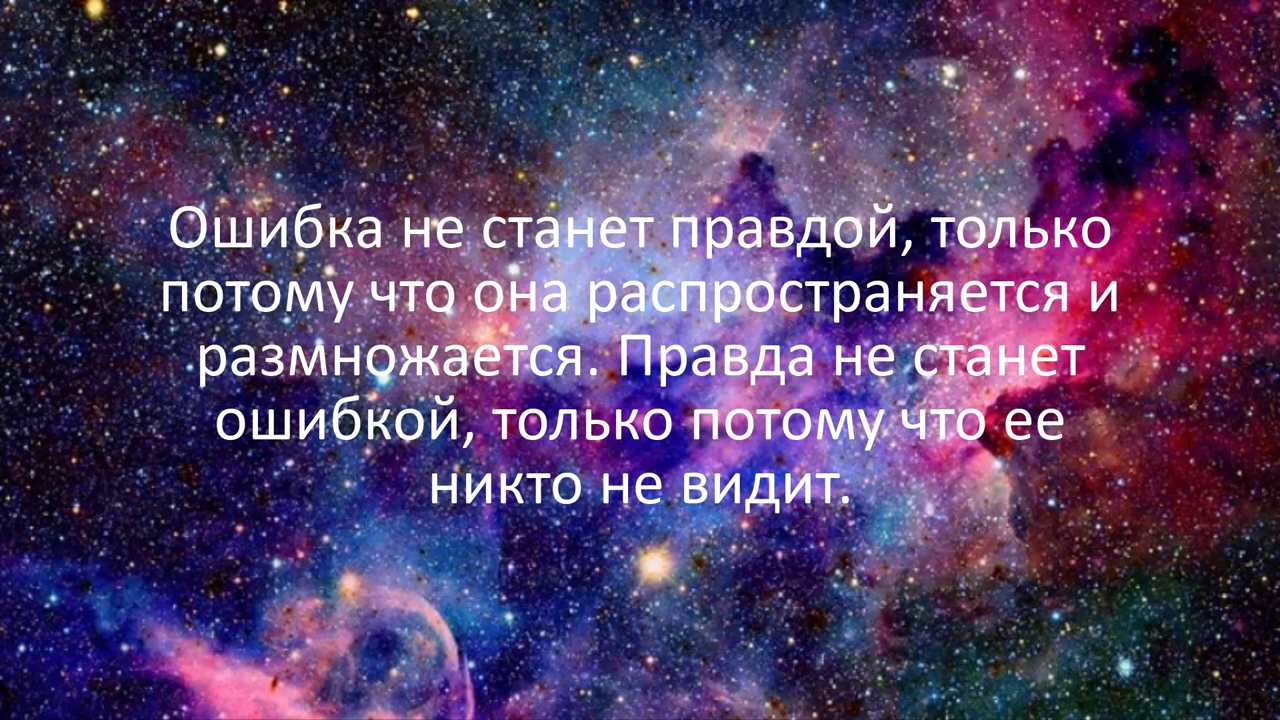 Ошибка не станет правдой, только
потому что она распространяется и
размножается. Правда не станет
ошибкой, только потому что ее
никто не видит.